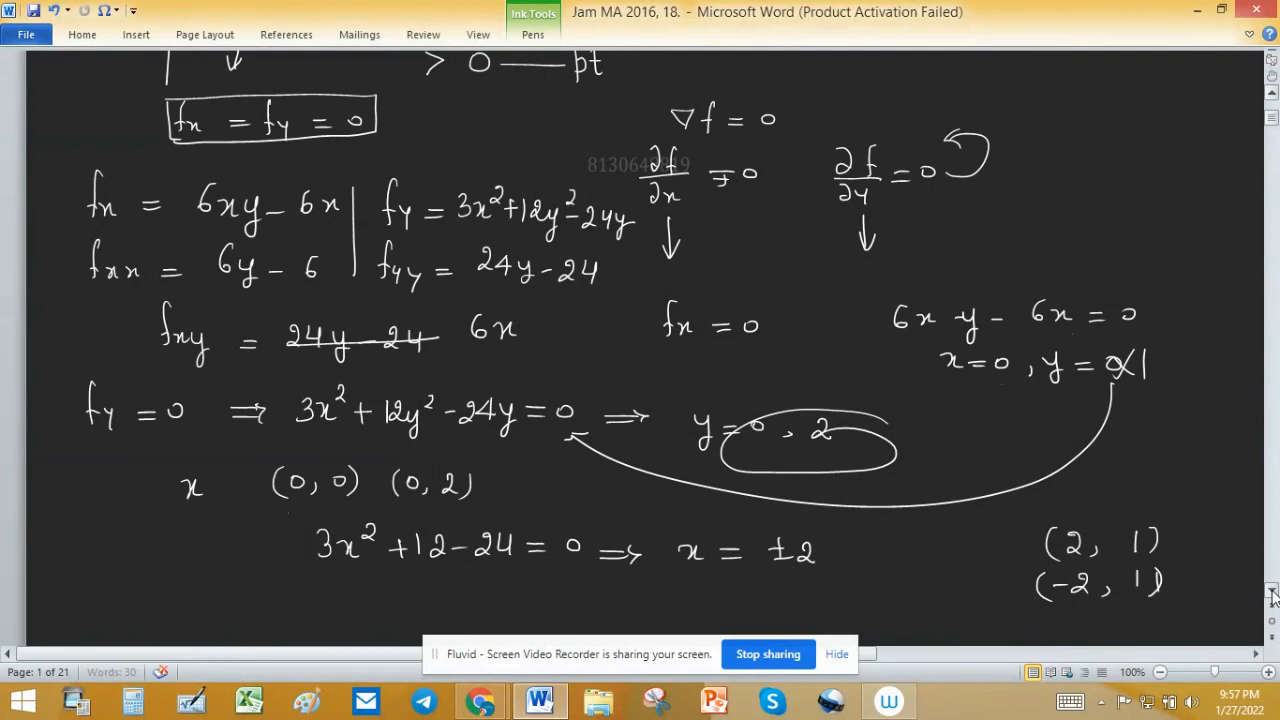 Ink Tools
Jam MA 2016, 18. - Microsoft Word (Product Activation Failed)
File Home Insert Page Layout References Mailings Review View Pens
> 0 — pt
fx = fy = 0
∇f = 0
8130648819
∂f/∂x = 0 ∂f/∂y = 0
fx = 6xy - 6x | fy = 3x² + 12y² - 24y
fxx = 6y - 6 | fyy = 24y - 24
fxy = 24y - 24 6x
fx = 0
6x y - 6x = 0
x = 0, y = 0 1
fy = 0 ⇒ 3x² + 12y² - 24y = 0 ⇒ y = 0, 2
x (0, 0) (0, 2)
3x² + 12 - 24 = 0 ⇒ x = ±2
(2, 1)
(-2, 1)
Fluvid - Screen Video Recorder is sharing your screen. Stop sharing Hide
Page: 1 of 21 Words: 30 100%
9:57 PM
1/27/2022